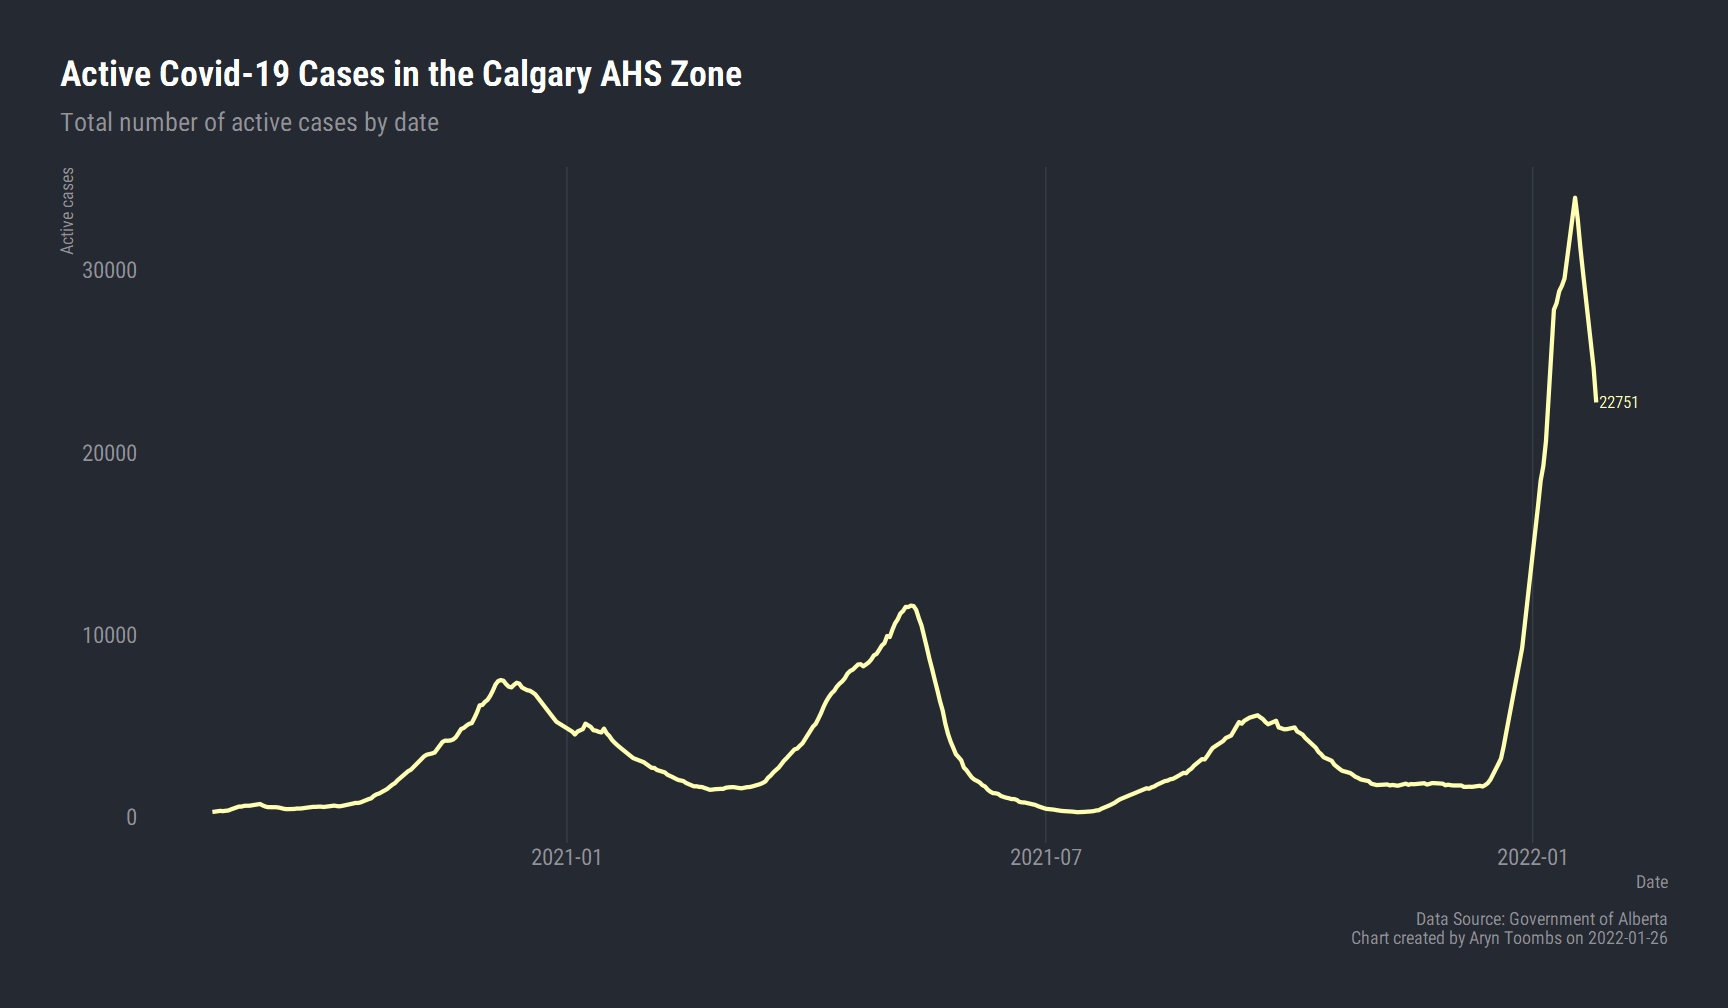 Active Covid-19 Cases in the Calgary AHS Zone
Total number of active cases by date
Active cases
30000
20000
10000
0
22751
2021-01
2021-07
2022-01
Date
Data Source: Government of Alberta
Chart created by Aryn Toombs on 2022-01-26